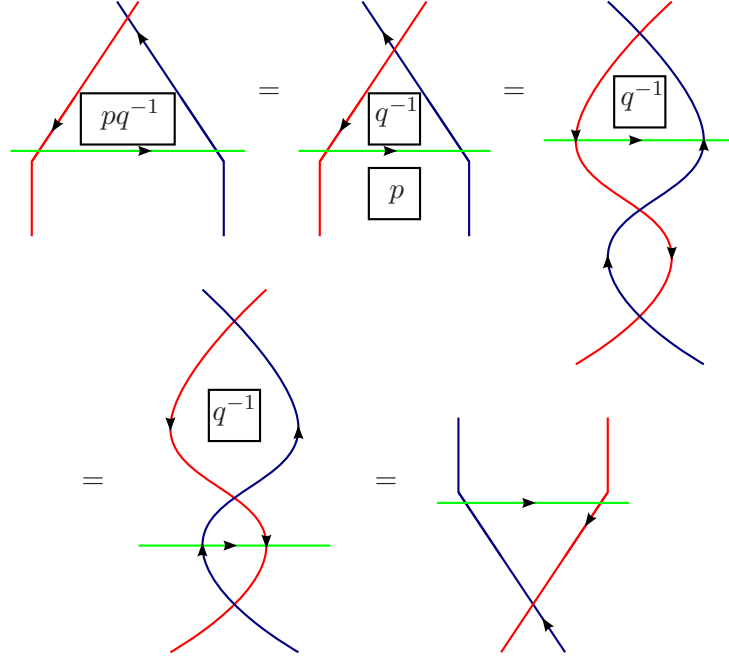 pq⁻¹
=
q⁻¹
p
=
q⁻¹
=
q⁻¹
=